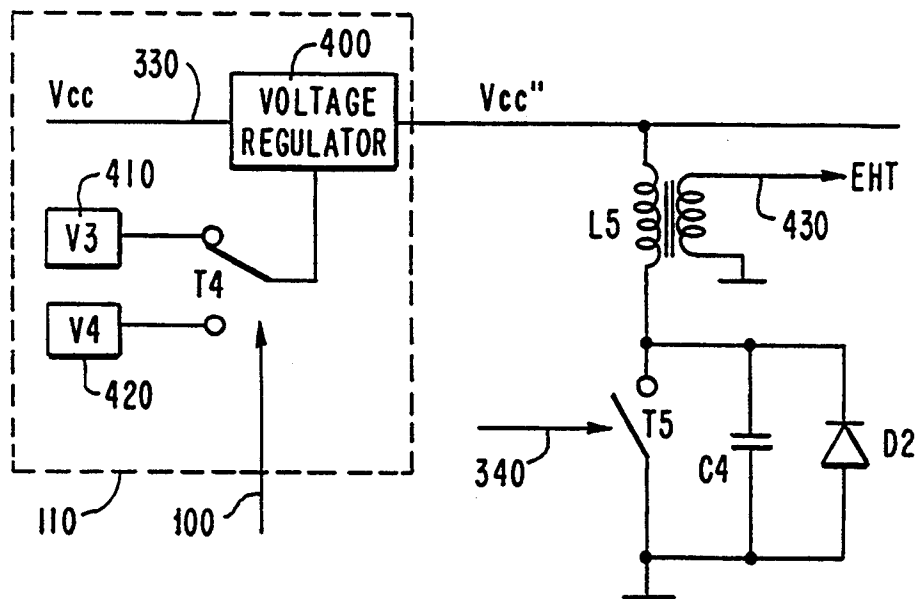 400
330
Vcc
VOLTAGE
REGULATOR
Vcc"
410
V3
T4
V4
420
110
100
L5
EHT
430
340
T5
C4
D2